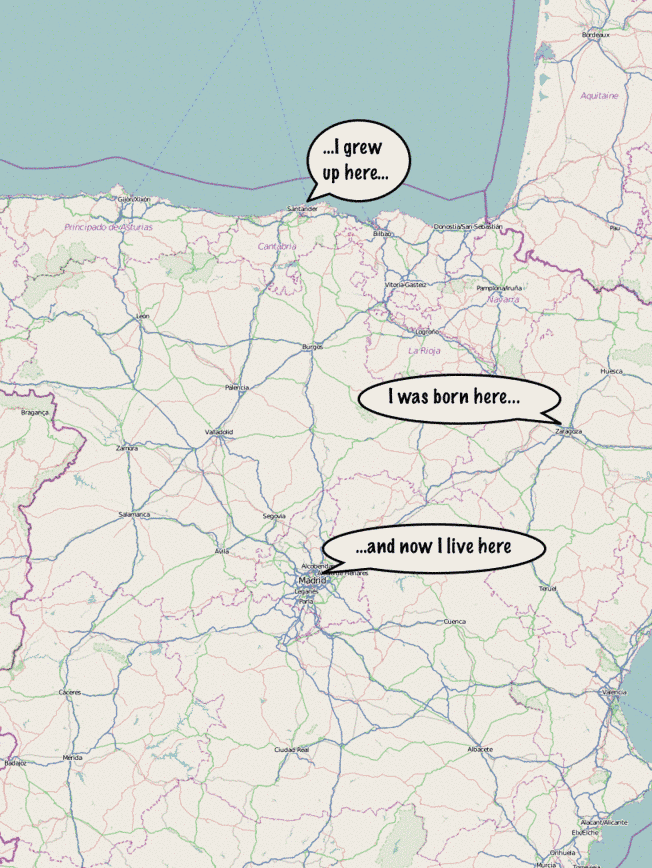 Bordeaux
Aquitaine
...I grew
up here...
Gijón/Xixón
Santander
Principado de Asturias
Cantabria
Bilbao
Donostia/San Sebastián
Pau
Vitoria-Gasteiz
Pamplona/Iruña
Navarra
León
Logroño
Burgos
La Rioja
Huesca
Palencia
I was born here...
Bragança
Valladolid
Zaragoza
Zamora
Salamanca
Segovia
Ávila
...and now I live here
Alcobendas
Madrid
Leganés
Parla
Teruel
Cuenca
Cáceres
Valencia
Ciudad Real
Albacete
Mérida
Badajoz
Alacant/Alicante
Elx/Elche
Orihuela
Murcia